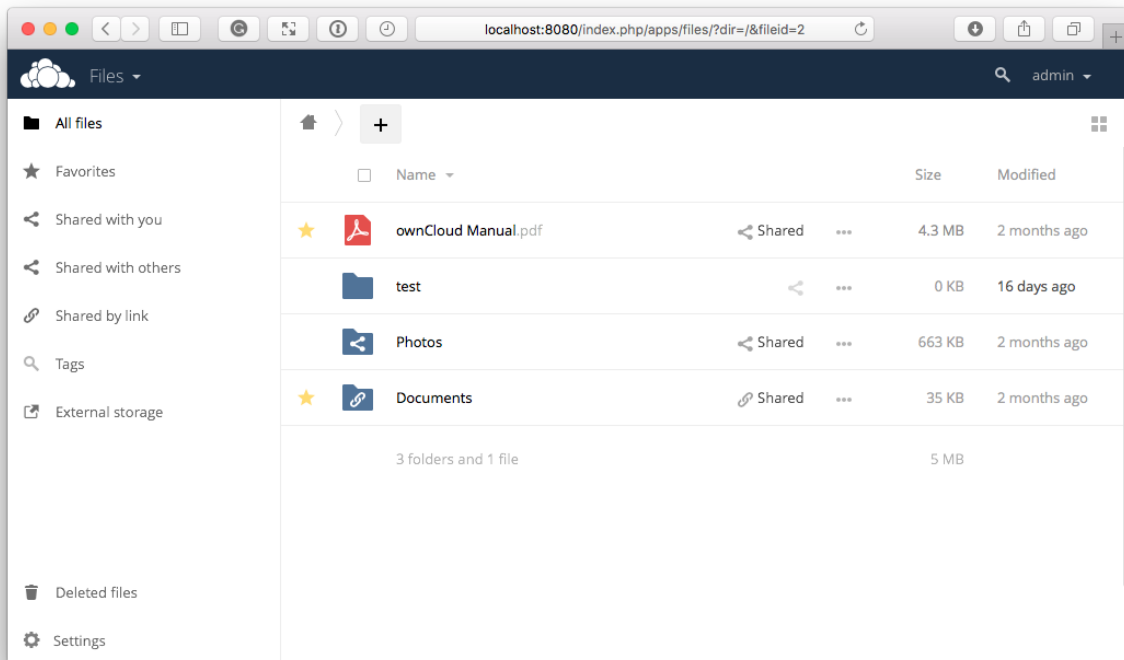 localhost:8080/index.php/apps/files/?dir=/&fileid=2
Files admin
All files
Favorites
Shared with you
Shared with others
Shared by link
Tags
External storage
Deleted files
Settings
+
Name Size Modified
ownCloud Manual.pdf Shared ••• 4.3 MB 2 months ago
test ••• 0 KB 16 days ago
Photos Shared ••• 663 KB 2 months ago
Documents Shared ••• 35 KB 2 months ago
3 folders and 1 file 5 MB